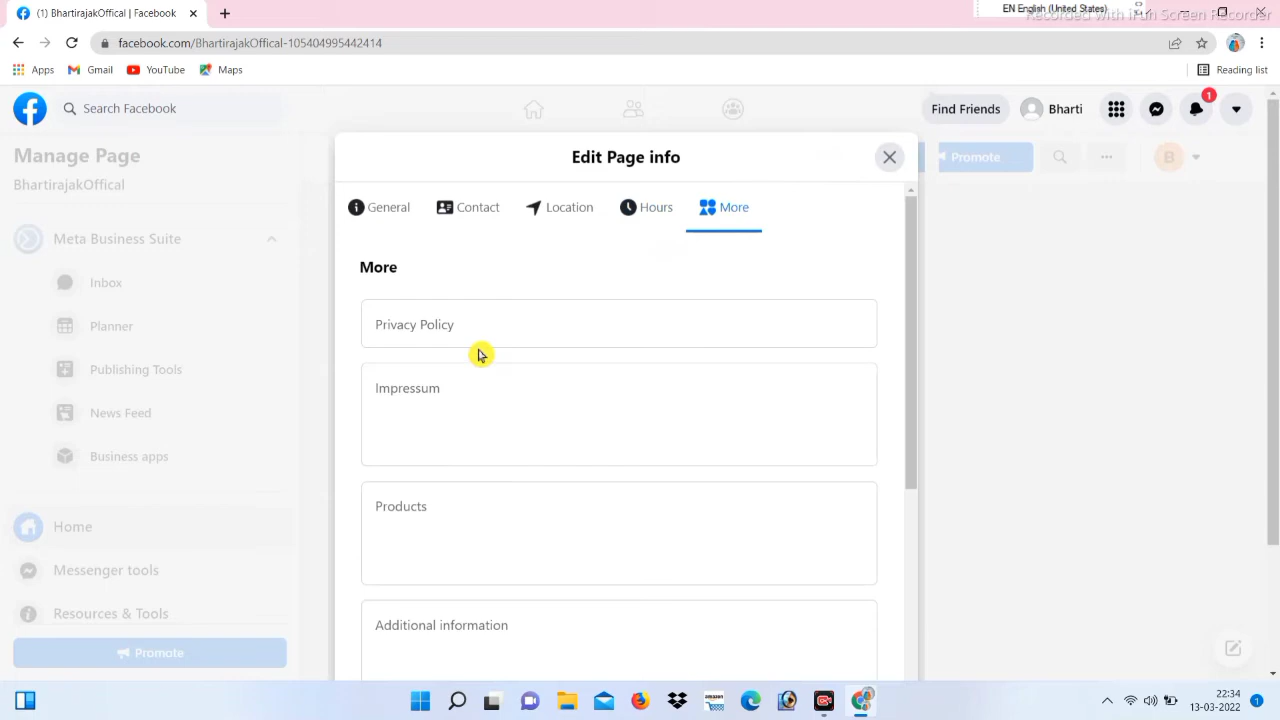 (1) BhartirajakOffical | Facebook
EN English (United States)
Recorded with iFun Screen Recorder
facebook.com/BhartirajakOffical-105404995442414
Apps
Gmail
YouTube
Maps
Reading list
Search Facebook
Find Friends
Bharti
1
Manage Page
BhartirajakOffical
Promote
B
Meta Business Suite
Inbox
Planner
Publishing Tools
News Feed
Business apps
Home
Messenger tools
Resources & Tools
Promote
Edit Page info
General
Contact
Location
Hours
More
More
Privacy Policy
Impressum
Products
Additional information
amazon
22:34
13-03-2022
1